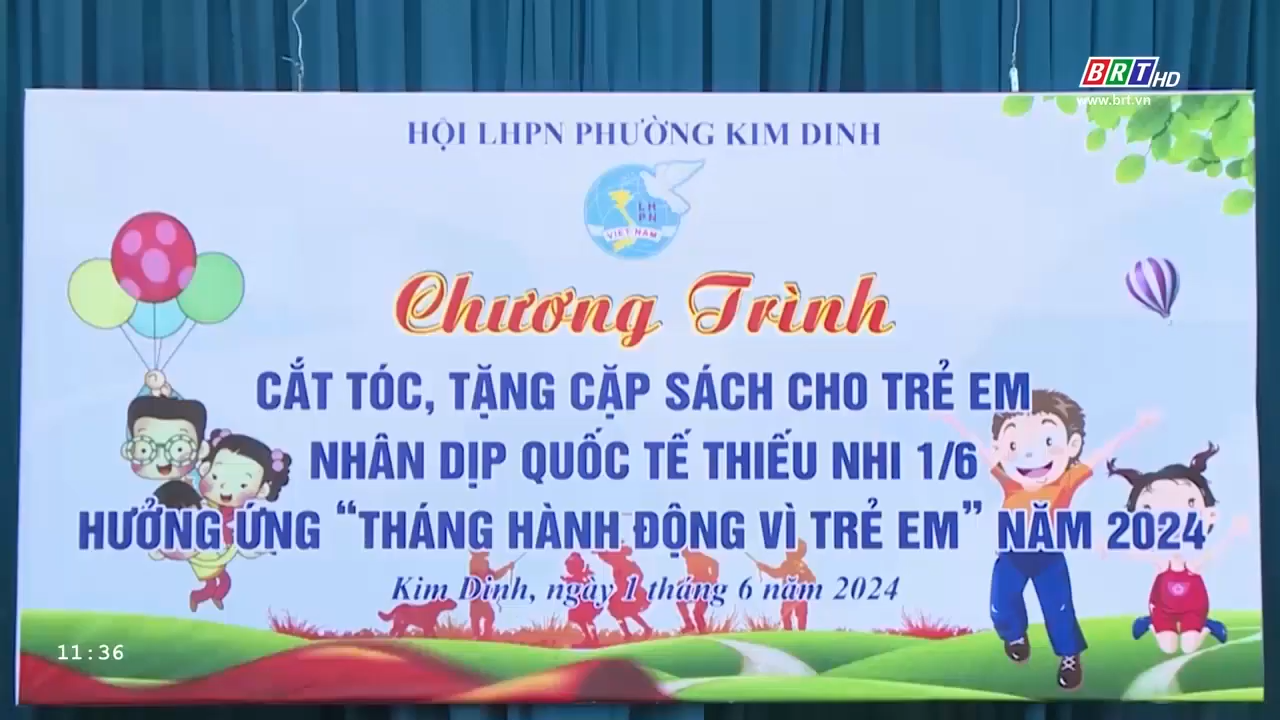 BRT HD
www.brt.vn
HỘI LHPN PHƯỜNG KIM DINH
LH
PN
VIỆT NAM
Chương Trình
CẮT TÓC, TẶNG CẶP SÁCH CHO TRẺ EM
NHÂN DỊP QUỐC TẾ THIẾU NHI 1/6
HƯỞNG ỨNG “THÁNG HÀNH ĐỘNG VÌ TRẺ EM” NĂM 2024
Kim Dinh, ngày 1 tháng 6 năm 2024
11:36